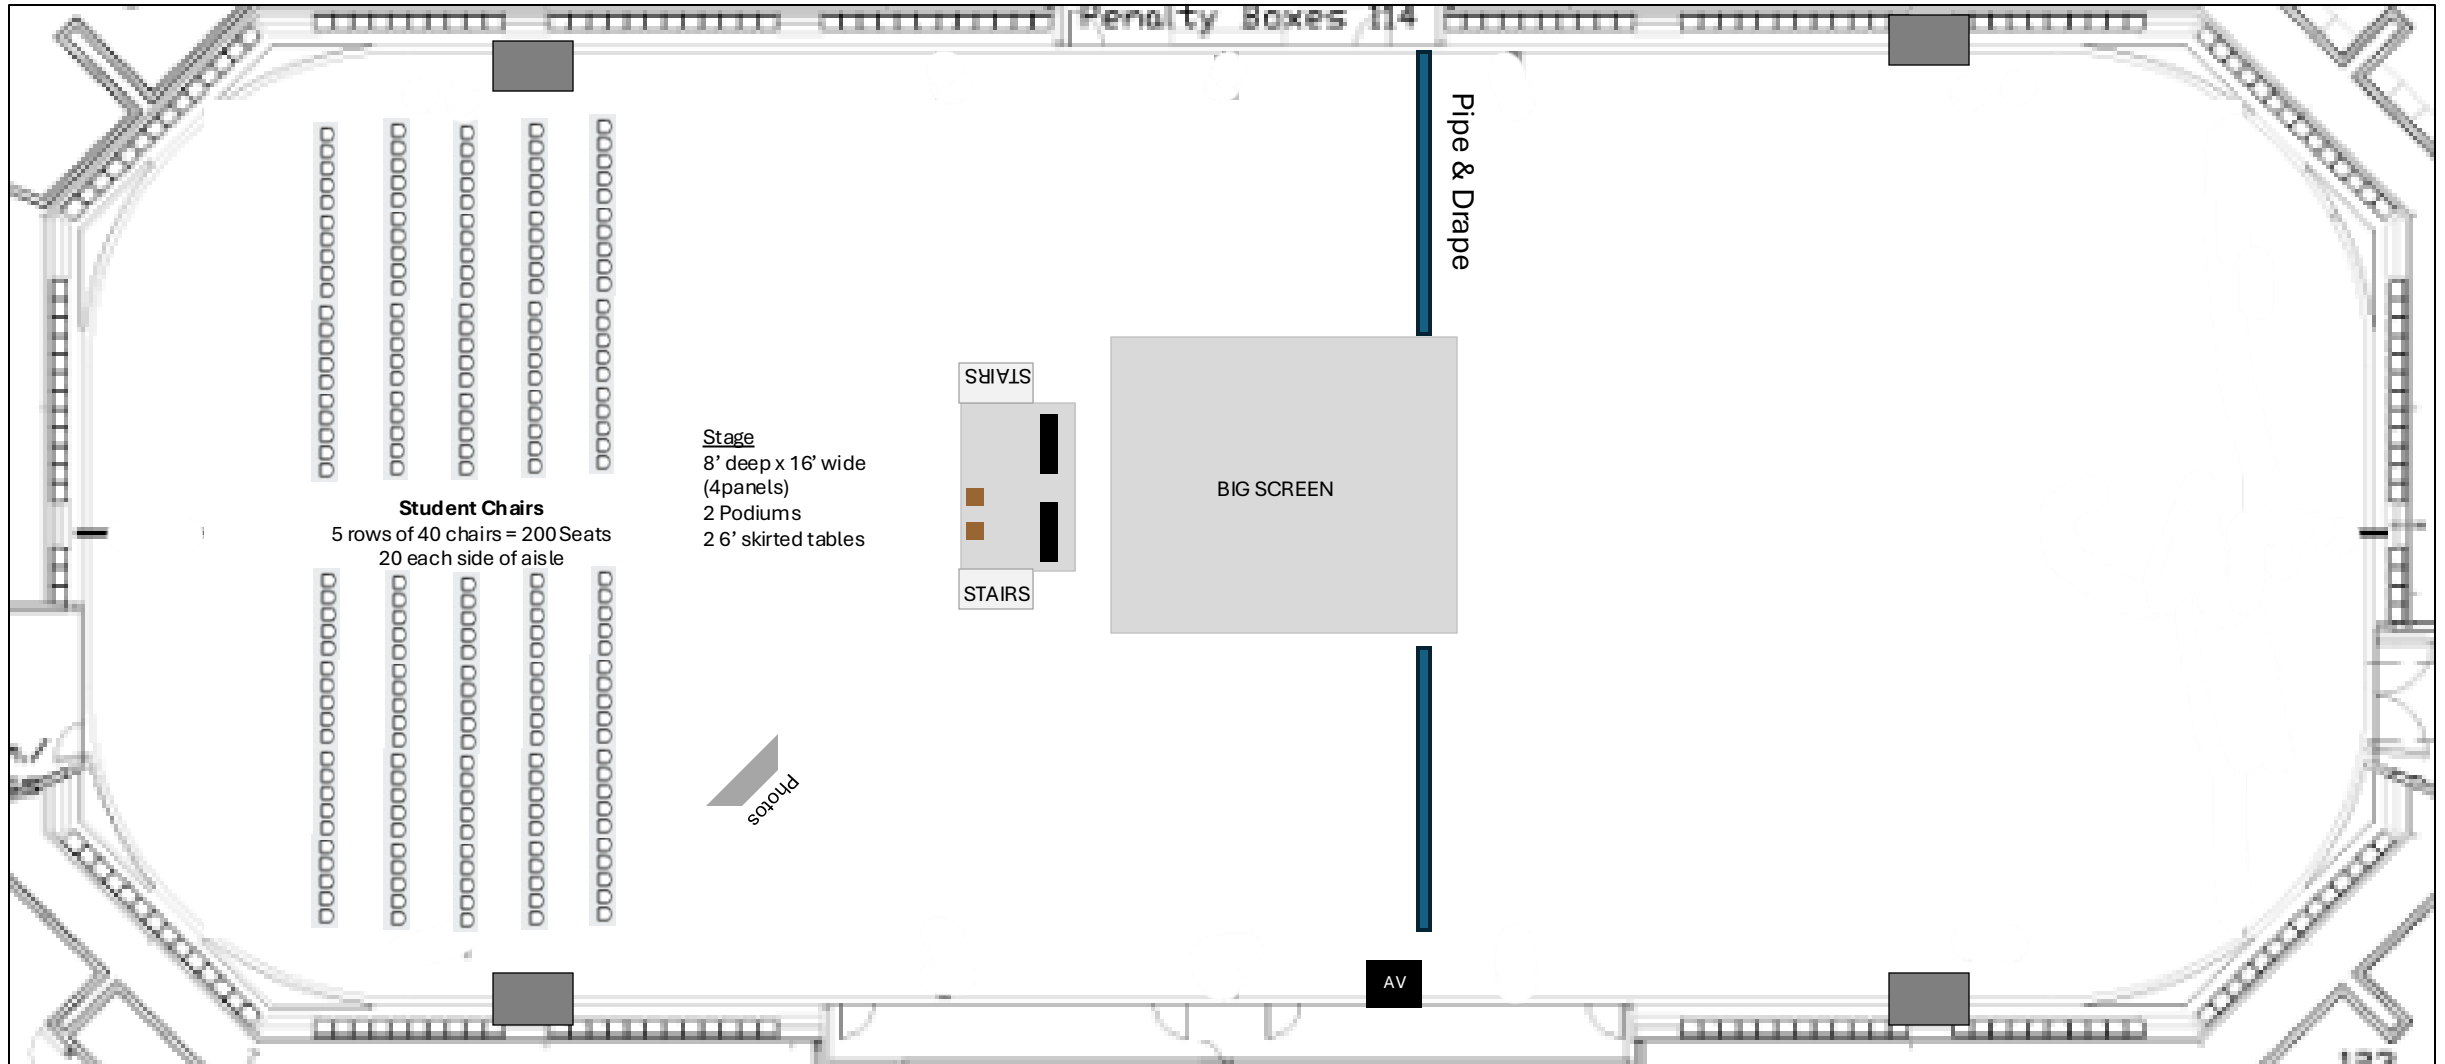 Penalty Boxes 114
Pipe & Drape
STAIRS
Stage
8’ deep x 16’ wide
(4panels)
2 Podiums
2 6’ skirted tables
BIG SCREEN
Student Chairs
5 rows of 40 chairs = 200 Seats
20 each side of aisle
STAIRS
Photos
AV